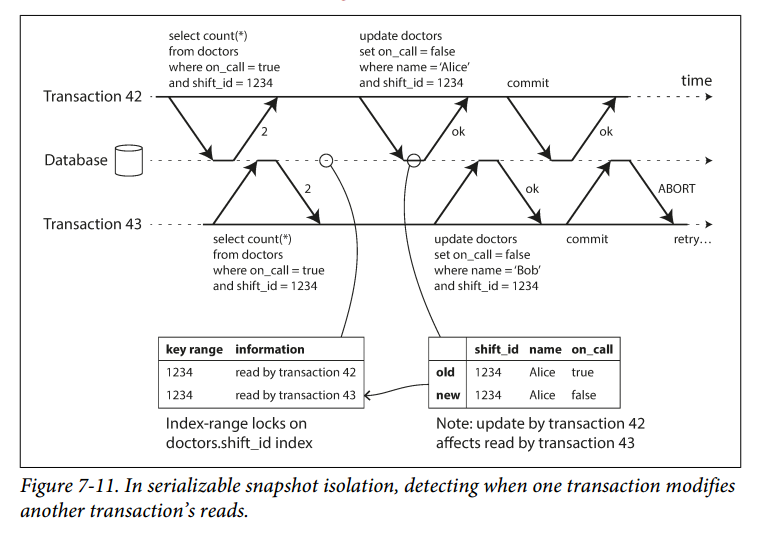 select count(*)
from doctors
where on_call = true
and shift_id = 1234
update doctors
set on_call = false
where name = ‘Alice’
and shift_id = 1234
commit
time
Transaction 42
2
ok
ok
Database
2
ok
ABORT
Transaction 43
select count(*)
from doctors
where on_call = true
and shift_id = 1234
update doctors
set on_call = false
where name = ‘Bob’
and shift_id = 1234
commit
retry…
key range information
1234 read by transaction 42
1234 read by transaction 43
Index-range locks on
doctors.shift_id index
shift_id name on_call
old 1234 Alice true
new 1234 Alice false
Note: update by transaction 42
affects read by transaction 43
Figure 7-11. In serializable snapshot isolation, detecting when one transaction modifies
another transaction’s reads.